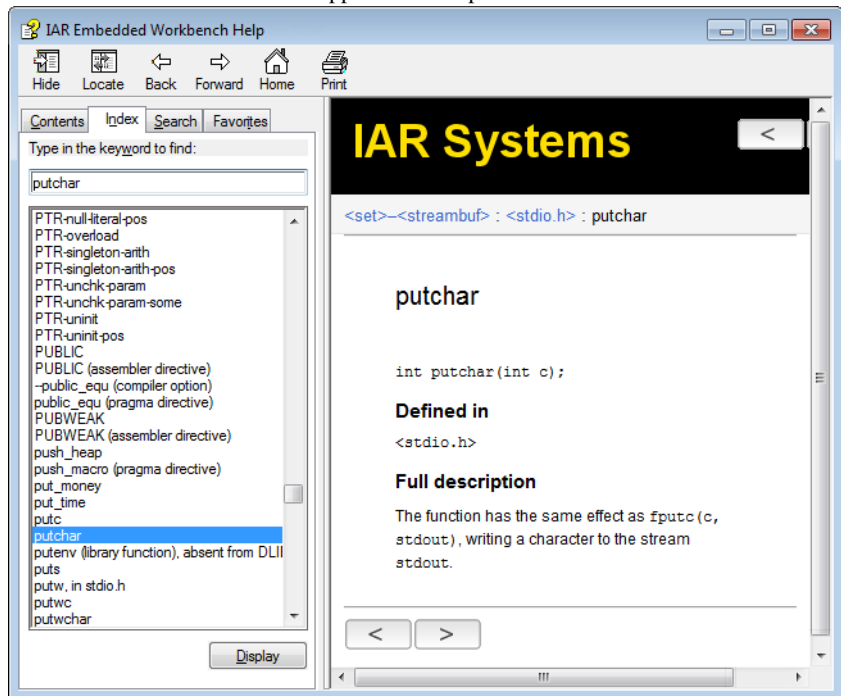 IAR Embedded Workbench Help
Hide Locate Back Forward Home Print
Contents Index Search Favorites
Type in the keyword to find:
putchar
PTR-null-literal-pos
PTR-overload
PTR-singleton-arith
PTR-singleton-arith-pos
PTR-unchk-param
PTR-unchk-param-some
PTR-uninit
PTR-uninit-pos
PUBLIC
PUBLIC (assembler directive)
--public_equ (compiler option)
public_equ (pragma directive)
PUBWEAK
PUBWEAK (assembler directive)
push_heap
push_macro (pragma directive)
put_money
put_time
putc
putchar
putenv (library function), absent from DLI
puts
putw, in stdio.h
putwc
putwchar
Display
IAR Systems
<
<set>–<streambuf> : <stdio.h> : putchar
putchar
int putchar(int c);
Defined in
<stdio.h>
Full description
The function has the same effect as fputc(c,
stdout), writing a character to the stream
stdout.
< >